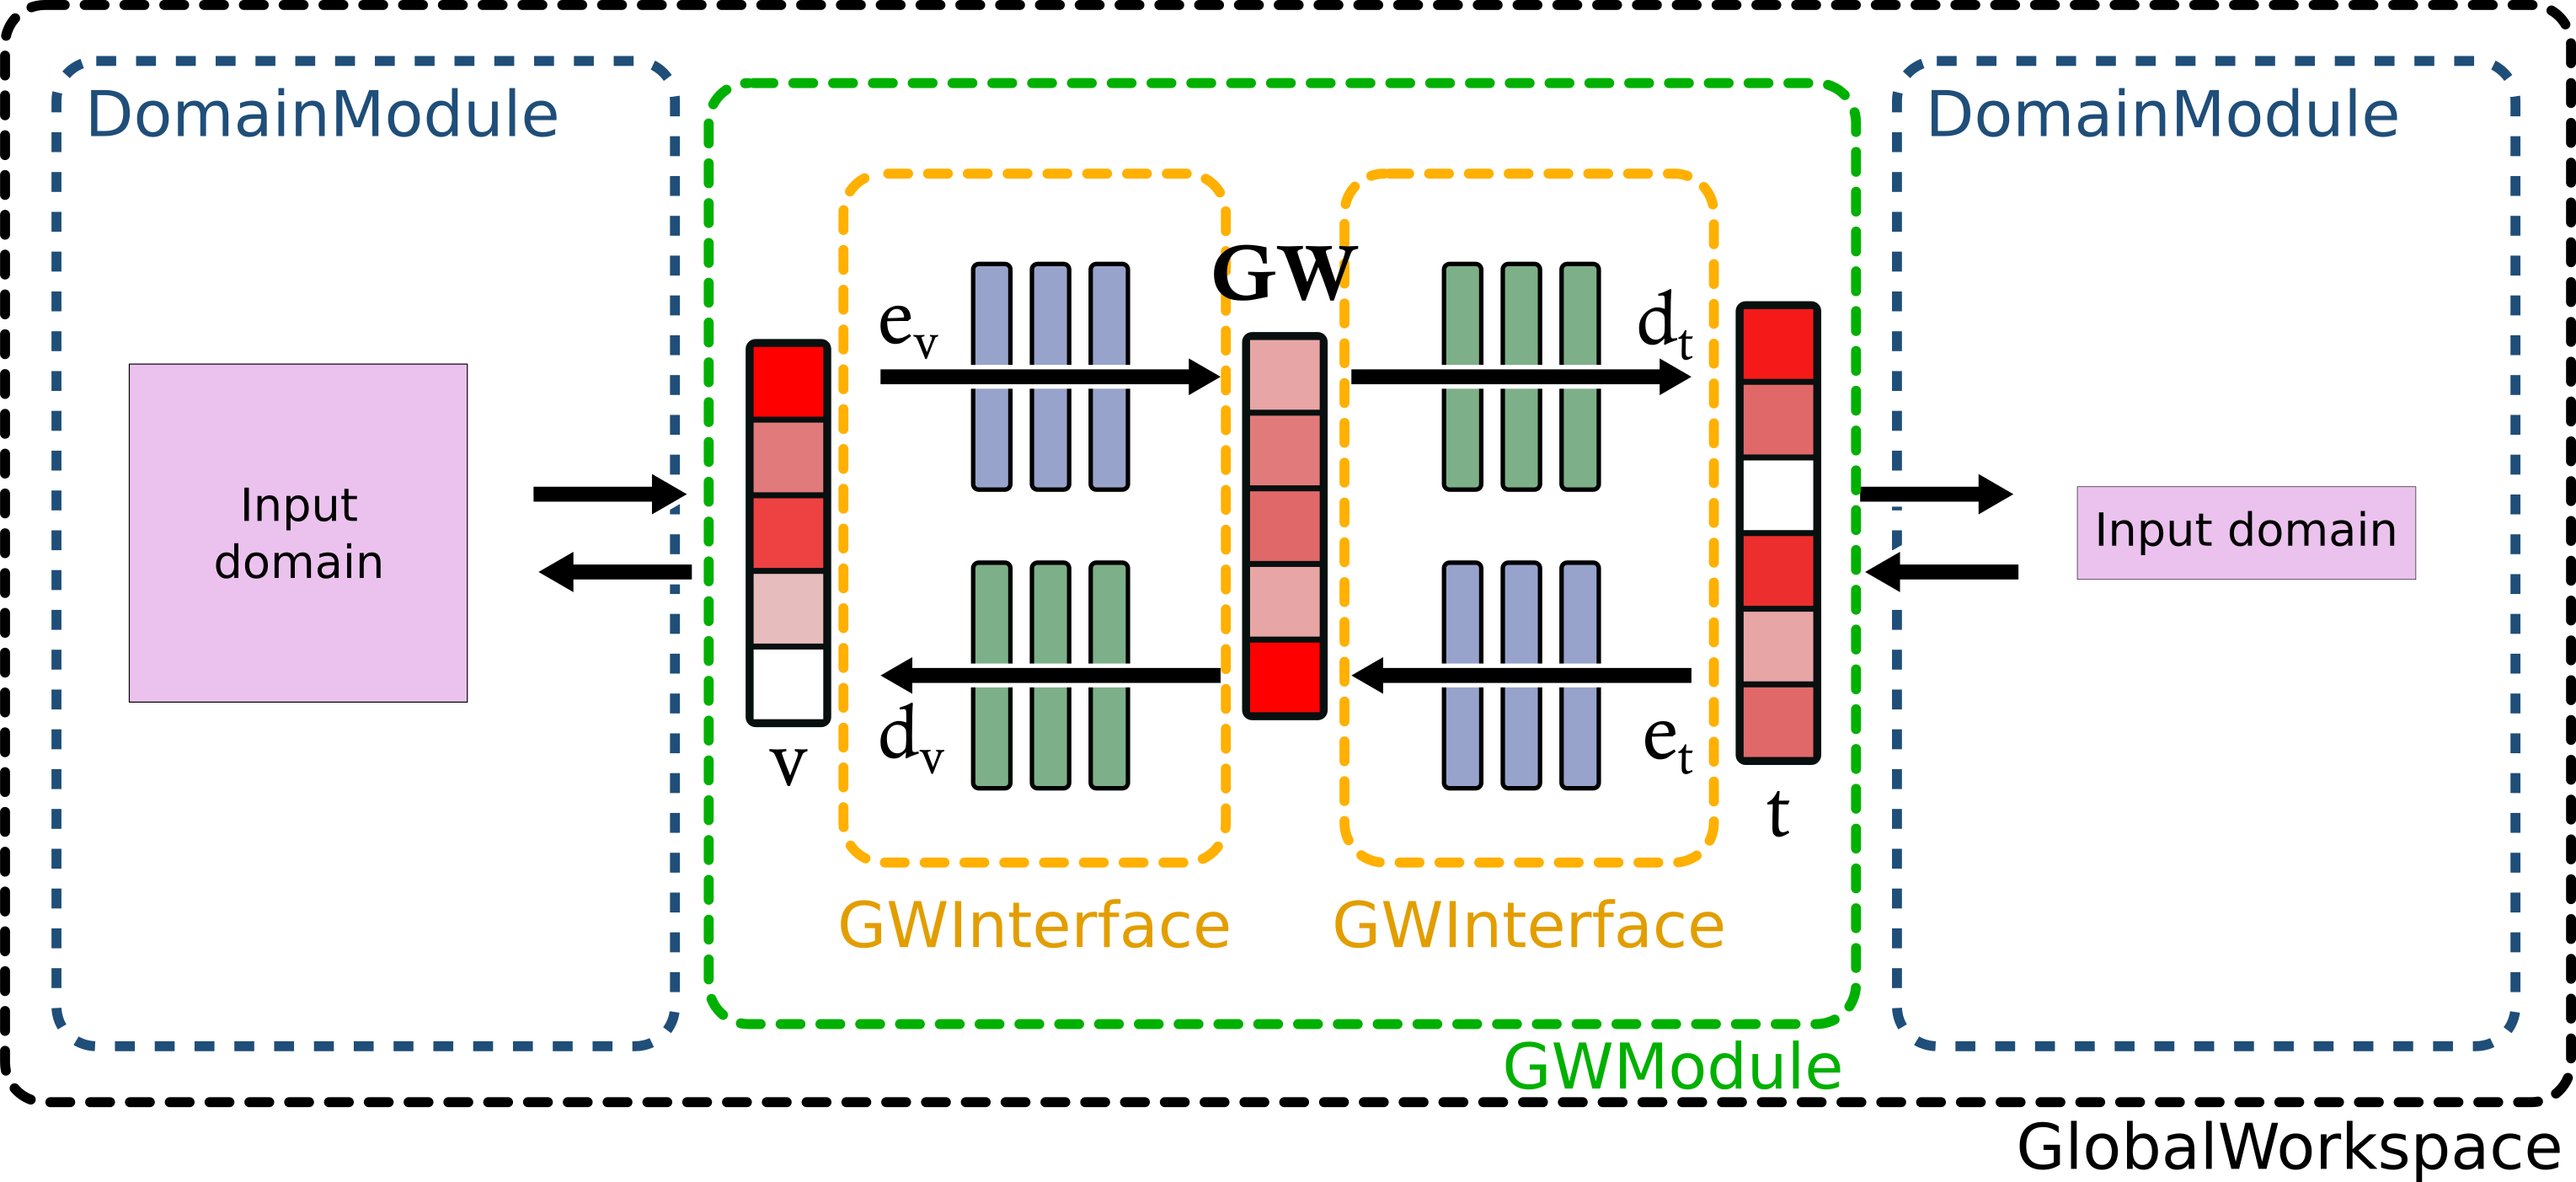 DomainModule
DomainModule
GW
e_v
d_t
Input
domain
Input domain
v
d_v
e_t
t
GWInterface
GWInterface
GWModule
GlobalWorkspace